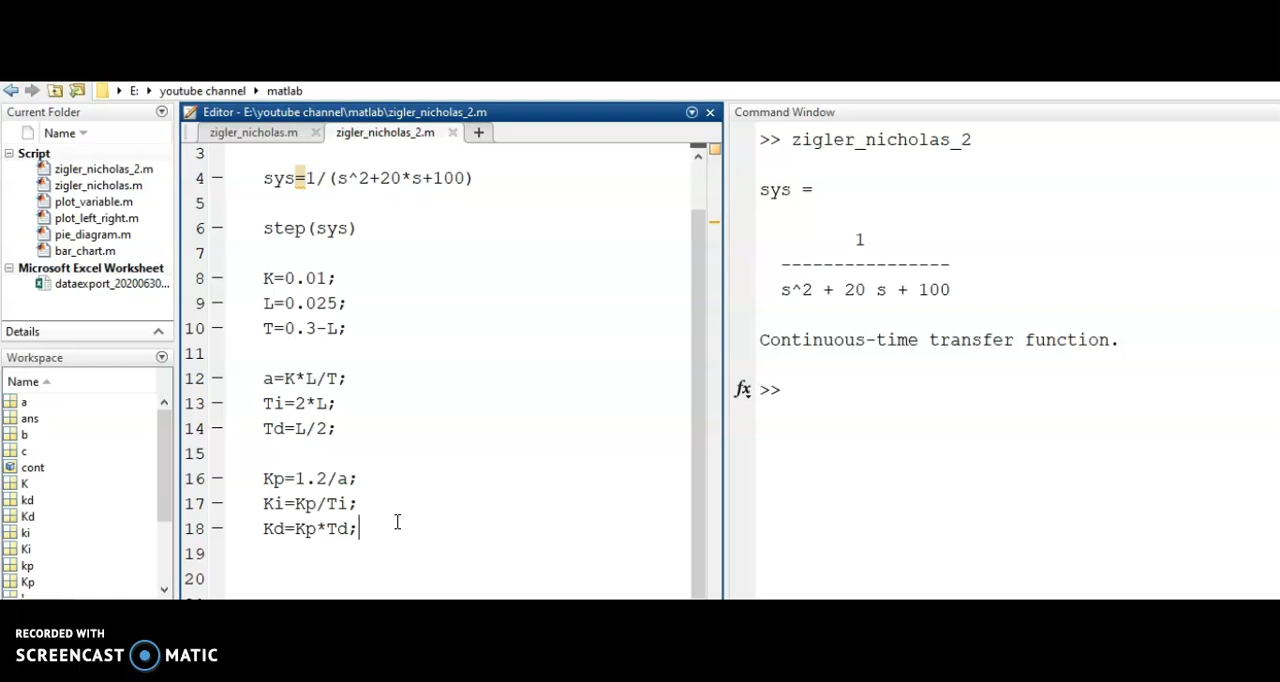 E: youtube channel matlab
Current Folder
Name
Script
zigler_nicholas_2.m
zigler_nicholas.m
plot_variable.m
plot_left_right.m
pie_diagram.m
bar_chart.m
Microsoft Excel Worksheet
dataexport_20200630...
Details
Workspace
Name
a
ans
b
c
cont
K
kd
Kd
ki
Ki
kp
Kp
Editor - E:\youtube channel\matlab\zigler_nicholas_2.m
zigler_nicholas.m zigler_nicholas_2.m
3
4 sys=1/(s^2+20*s+100)
5
6 step(sys)
7
8 K=0.01;
9 L=0.025;
10 T=0.3-L;
11
12 a=K*L/T;
13 Ti=2*L;
14 Td=L/2;
15
16 Kp=1.2/a;
17 Ki=Kp/Ti;
18 Kd=Kp*Td;
19
20
Command Window
>> zigler_nicholas_2
sys =
1
----------------
s^2 + 20 s + 100
Continuous-time transfer function.
fx >>
RECORDED WITH
SCREENCAST MATIC